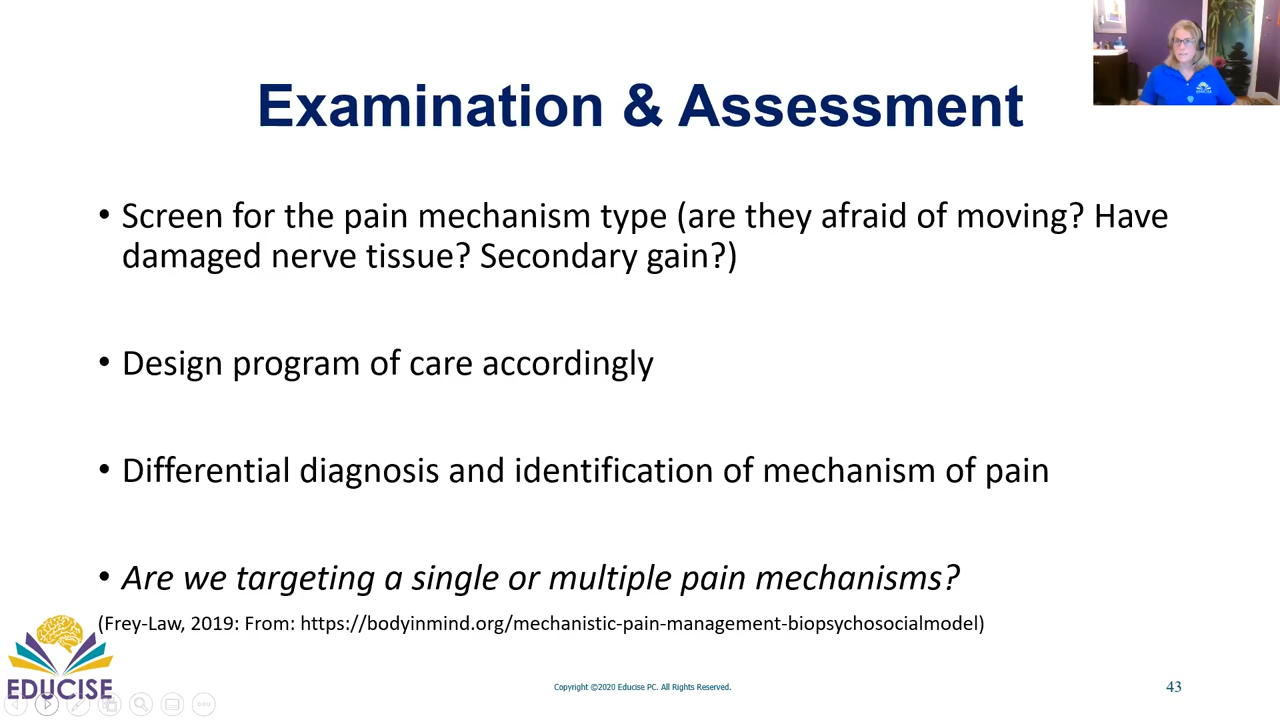 Examination & Assessment
• Screen for the pain mechanism type (are they afraid of moving? Have
damaged nerve tissue? Secondary gain?)
• Design program of care accordingly
• Differential diagnosis and identification of mechanism of pain
• Are we targeting a single or multiple pain mechanisms?
(Frey-Law, 2019: From: https://bodyinmind.org/mechanistic-pain-management-biopsychosocialmodel)
EDUCISE
Copyright ©2020 Educise PC. All Rights Reserved.
43
EDUCISE